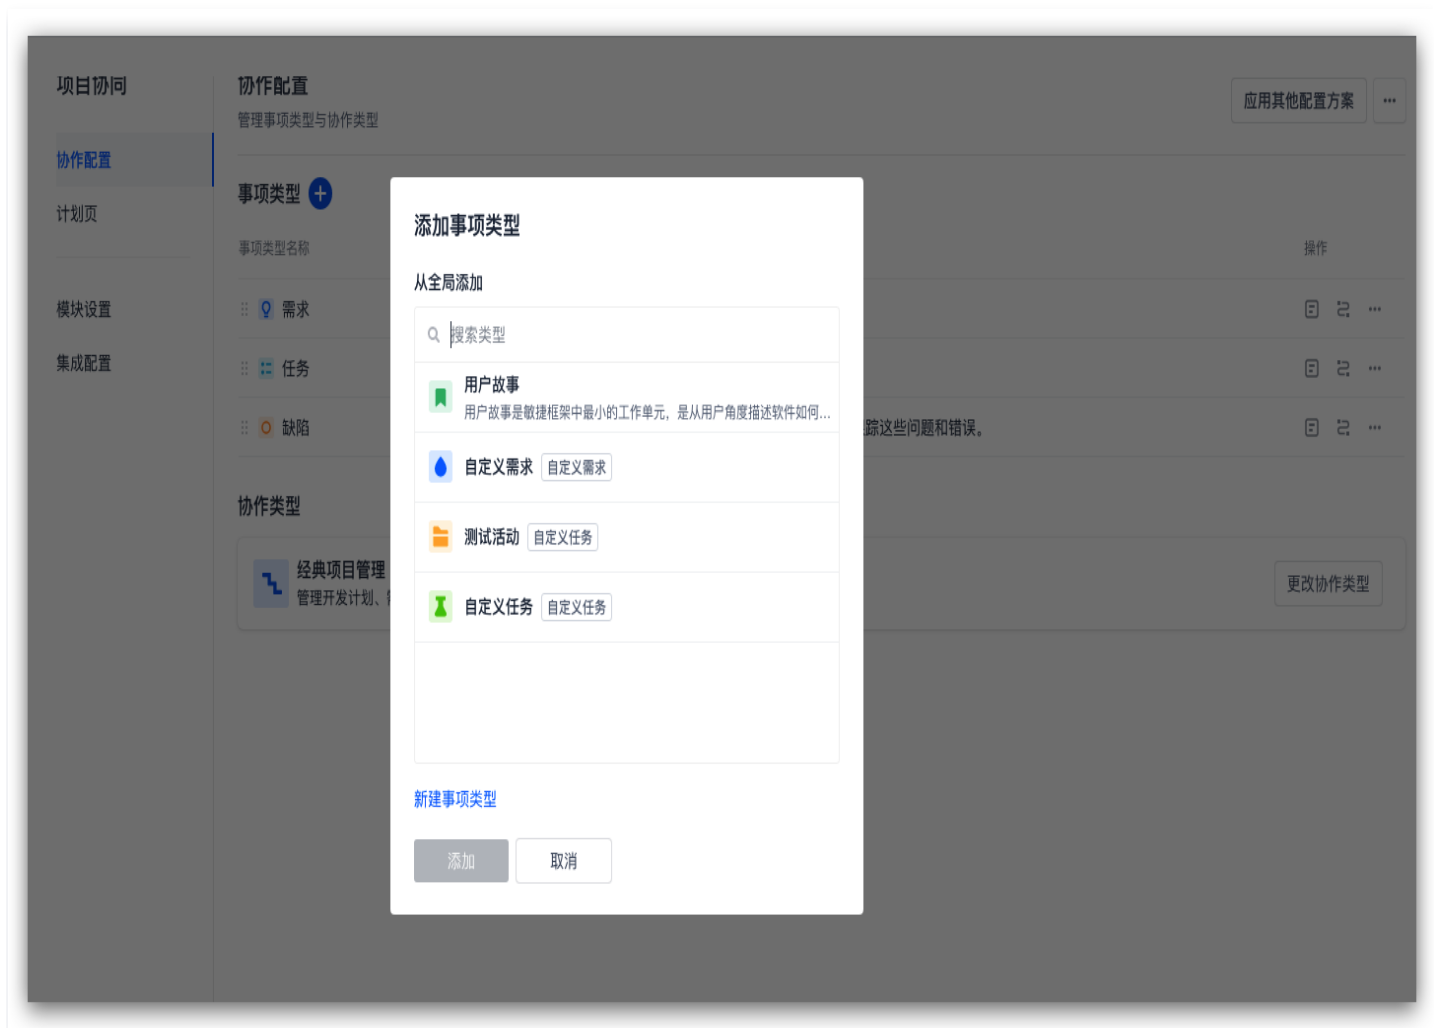 项目协同
协作配置
计划页
模块设置
集成配置
协作配置
管理事项类型与协作类型
应用其他配置方案
事项类型
事项类型名称
操作
需求
任务
缺陷
踪这些问题和错误。
协作类型
经典项目管理
管理开发计划、
更改协作类型
添加事项类型
从全局添加
搜索类型
用户故事
用户故事是敏捷框架中最小的工作单元，是从用户角度描述软件如何...
自定义需求 自定义需求
测试活动 自定义任务
自定义任务 自定义任务
新建事项类型
添加 取消